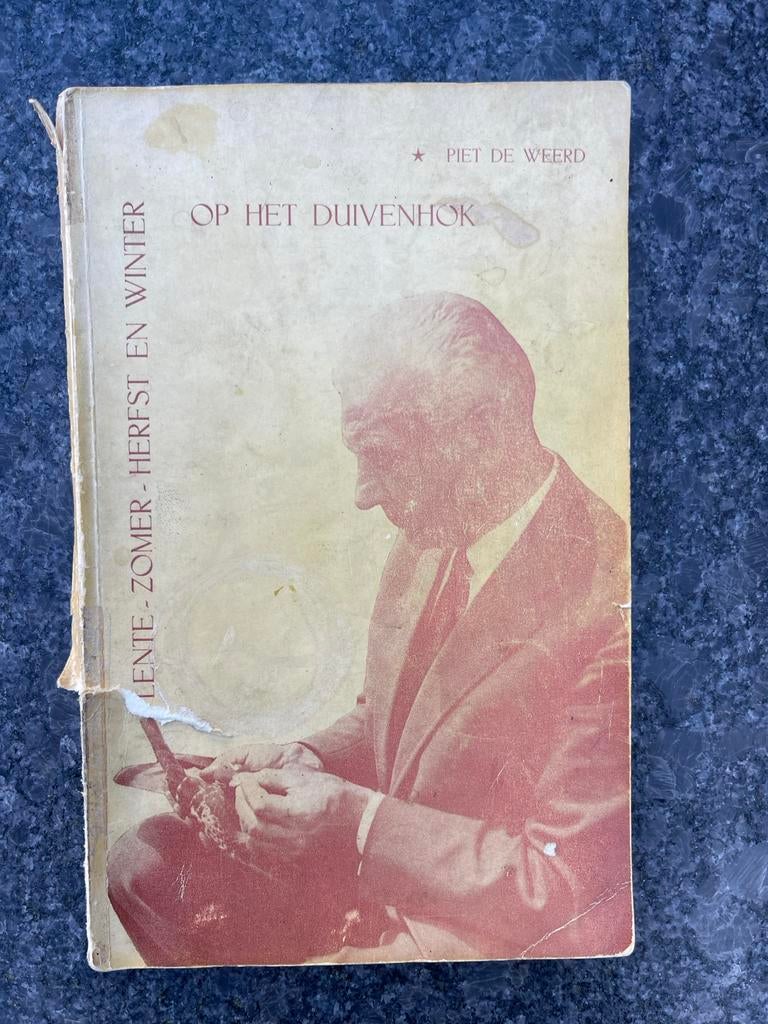 ★ PIET DE WEERD
OP HET DUIVENHOK
LENTE - ZOMER - HERFST EN WINTER